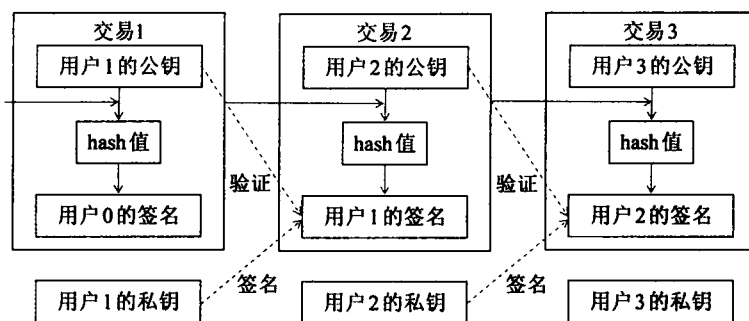 交易1 交易2 交易3
用户1的公钥 用户2的公钥 用户3的公钥
hash值 hash值 hash值
验证 验证
用户0的签名 用户1的签名 用户2的签名
签名 签名
用户1的私钥 用户2的私钥 用户3的私钥